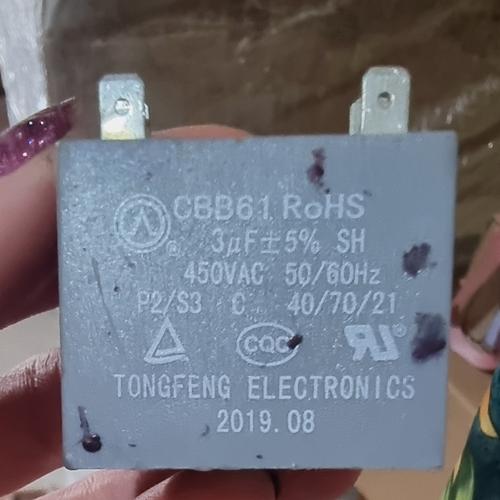 CBB61 RoHS
® 3μF±5% SH
450VAC 50/60Hz
P2/S3 C 40/70/21
CQC
TONGFENG ELECTRONICS
2019.08